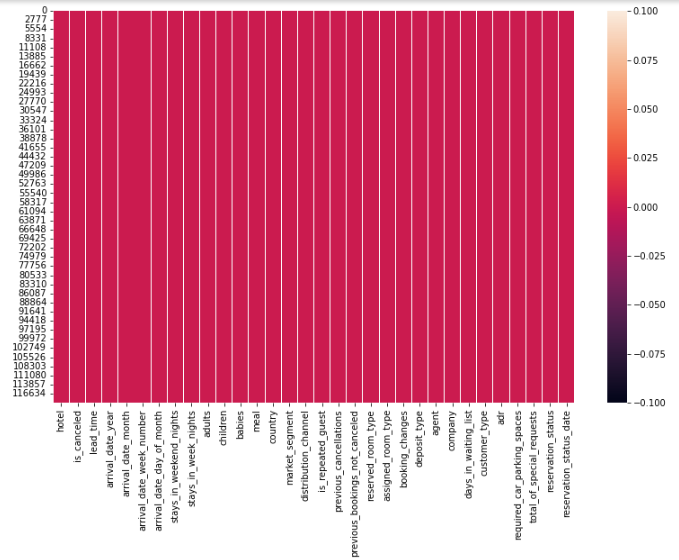 0
2777
5554
8331
11108
13885
16662
19439
22216
24993
27770
30547
33324
36101
38878
41655
44432
47209
49986
52763
55540
58317
61094
63871
66648
69425
72202
74979
77756
80533
83310
86087
88864
91641
94418
97195
99972
102749
105526
108303
111080
113857
116634
hotel
is_canceled
lead_time
arrival_date_year
arrival_date_month
arrival_date_week_number
arrival_date_day_of_month
stays_in_weekend_nights
stays_in_week_nights
adults
children
babies
meal
country
market_segment
distribution_channel
is_repeated_guest
previous_cancellations
previous_bookings_not_canceled
reserved_room_type
assigned_room_type
booking_changes
deposit_type
agent
company
days_in_waiting_list
customer_type
adr
required_car_parking_spaces
total_of_special_requests
reservation_status
reservation_status_date
0.100
0.075
0.050
0.025
0.000
−0.025
−0.050
−0.075
−0.100